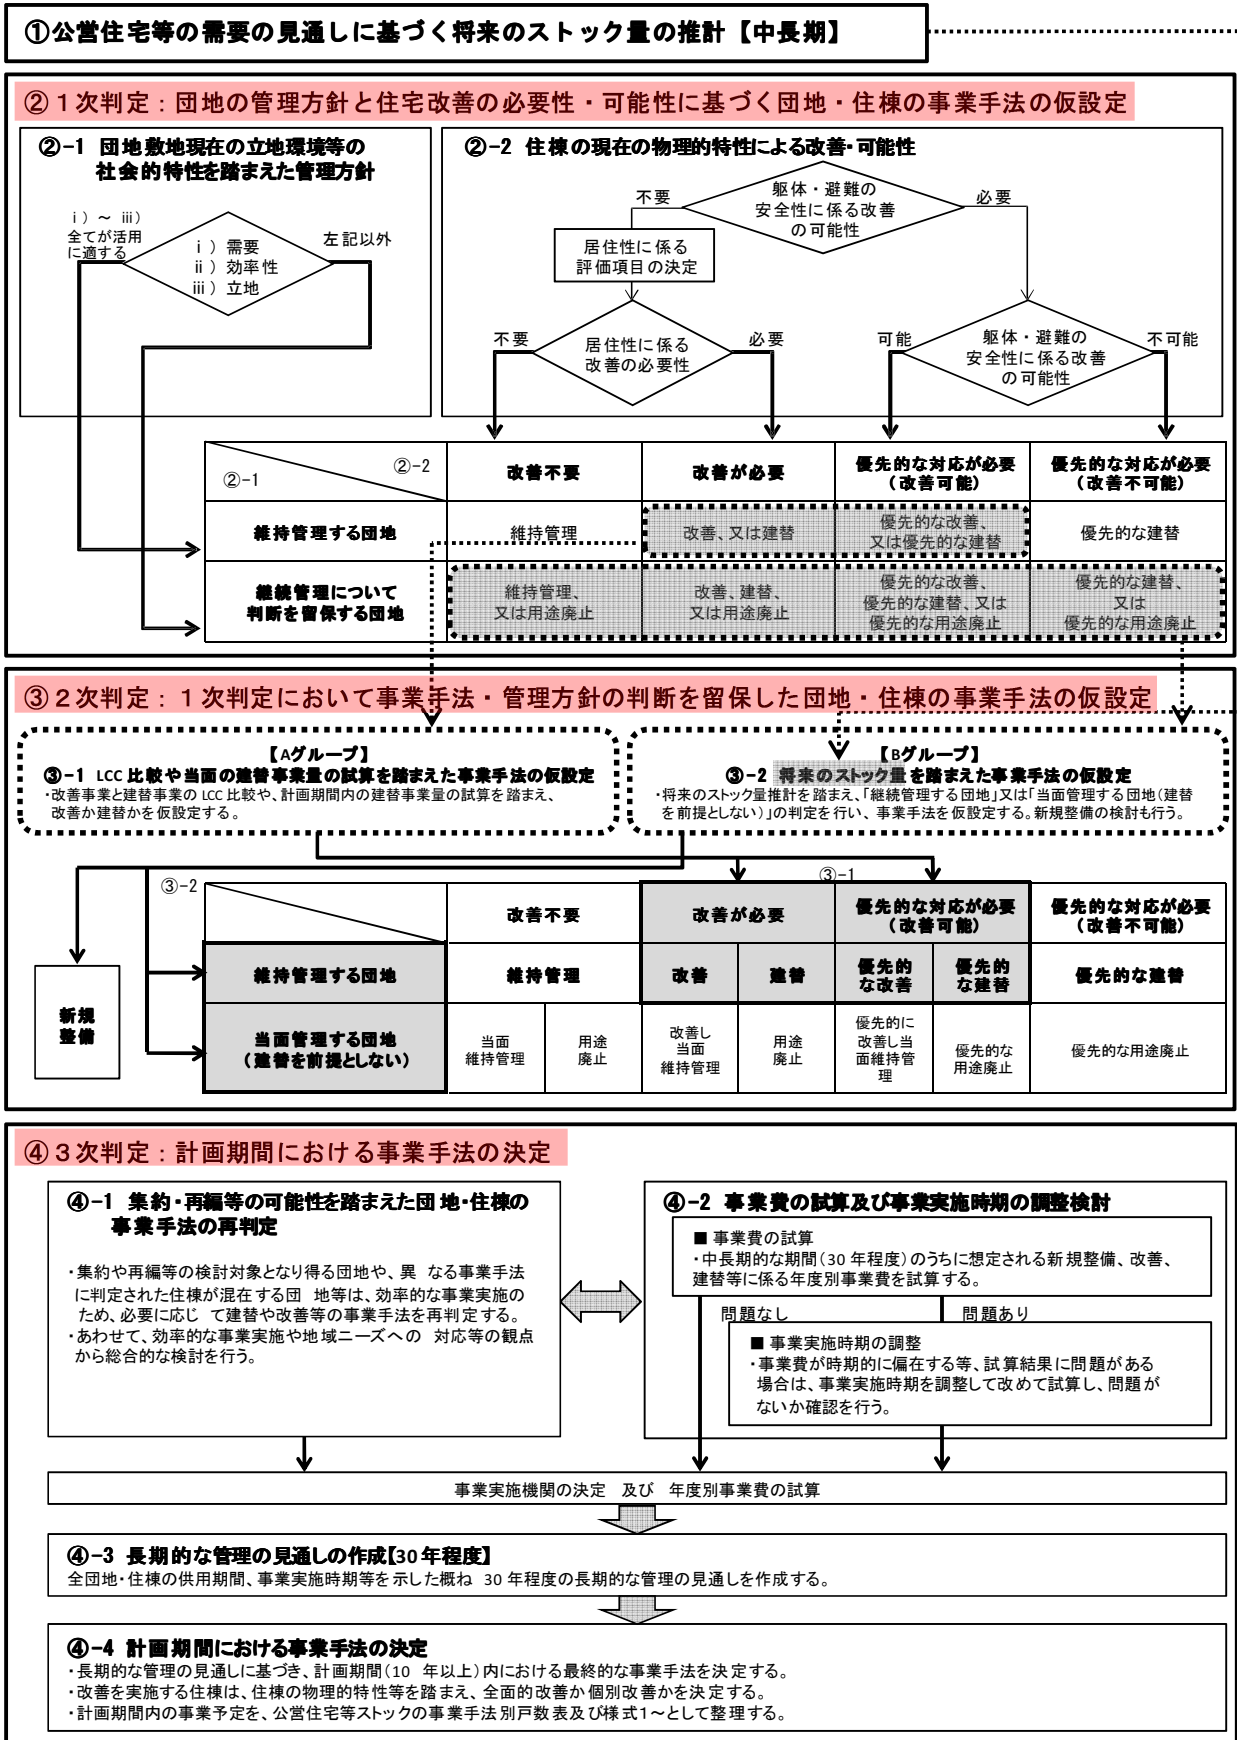 ①公営住宅等の需要の見通しに基づく将来のストック量の推計【中長期】
②１次判定：団地の管理方針と住宅改善の必要性・可能性に基づく団地・住棟の事業手法の仮設定
②-1 団地敷地現在の立地環境等の
社会的特性を踏まえた管理方針
ⅰ）～ ⅲ）
全てが活用
に適する
ⅰ）需要
ⅱ）効率性
ⅲ）立地
左記以外
②-2 住棟の現在の物理的特性による改善・可能性
不要
躯体・避難の
安全性に係る改善
の可能性
必要
居住性に係る
評価項目の決定
不要
居住性に係る
改善の必要性
必要
可能
躯体・避難の
安全性に係る改善
の可能性
不可能
②-1
②-2
改善不要
改善が必要
優先的な対応が必要
（改善可能）
優先的な対応が必要
（改善不可能）
維持管理する団地
維持管理
改善、又は建替
優先的な改善、
又は優先的な建替
優先的な建替
継続管理について
判断を留保する団地
維持管理、
又は用途廃止
改善、建替、
又は用途廃止
優先的な改善、
優先的な建替、又は
優先的な用途廃止
優先的な建替、
又は
優先的な用途廃止
③２次判定：１次判定において事業手法・管理方針の判断を留保した団地・住棟の事業手法の仮設定
【Aグループ】
③-1 LCC 比較や当面の建替事業量の試算を踏まえた事業手法の仮設定
・改善事業と建替事業の LCC 比較や、計画期間内の建替事業量の試算を踏まえ、
改善か建替かを仮設定する。
【Bグループ】
③-2 将来のストック量を踏まえた事業手法の仮設定
・将来のストック量推計を踏まえ、「継続管理する団地」又は「当面管理する団地（建替
を前提としない）」の判定を行い、事業手法を仮設定する。新規整備の検討も行う。
③-2
③-1
改善不要
改善が必要
優先的な対応が必要
（改善可能）
優先的な対応が必要
（改善不可能）
新規
整備
維持管理する団地
維持管理
改善
建替
優先的
な改善
優先的
な建替
優先的な建替
当面管理する団地
（建替を前提としない）
当面
維持管理
用途
廃止
改善し
当面
維持管理
用途
廃止
優先的に
改善し当
面維持管
理
優先的な
用途廃止
優先的な用途廃止
④３次判定：計画期間における事業手法の決定
④-1 集約・再編等の可能性を踏まえた団 地・住棟の
事業手法の再判定
・集約や再編等の検討対象となり得る団地や、異 なる事業手法
に判定された住棟が混在する団 地等は、効率的な事業実施の
ため、必要に応じ て建替や改善等の事業手法を再判定する。
・あわせて、効率的な事業実施や地域ニーズへの 対応等の観点
から総合的な検討を行う。
④-2 事業費の試算及び事業実施時期の調整検討
■ 事業費の試算
・中長期的な期間（30 年程度）のうちに想定される新規整備、改善、
建替等に係る年度別事業費を試算する。
問題なし
問題あり
■ 事業実施時期の調整
・事業費が時期的に偏在する等、試算結果に問題がある
場合は、事業実施時期を調整して改めて試算し、問題が
ないか確認を行う。
事業実施機関の決定 及び 年度別事業費の試算
④-3 長期的な管理の見通しの作成【30 年程度】
全団地・住棟の供用期間、事業実施時期等を示した概ね 30 年程度の長期的な管理の見通しを作成する。
④-4 計画期間における事業手法の決定
・長期的な管理の見通しに基づき、計画期間（10 年以上）内における最終的な事業手法を決定する。
・改善を実施する住棟は、住棟の物理的特性等を踏まえ、全面的改善か個別改善かを決定する。
・計画期間内の事業予定を、公営住宅等ストックの事業手法別戸数表及び様式1～として整理する。